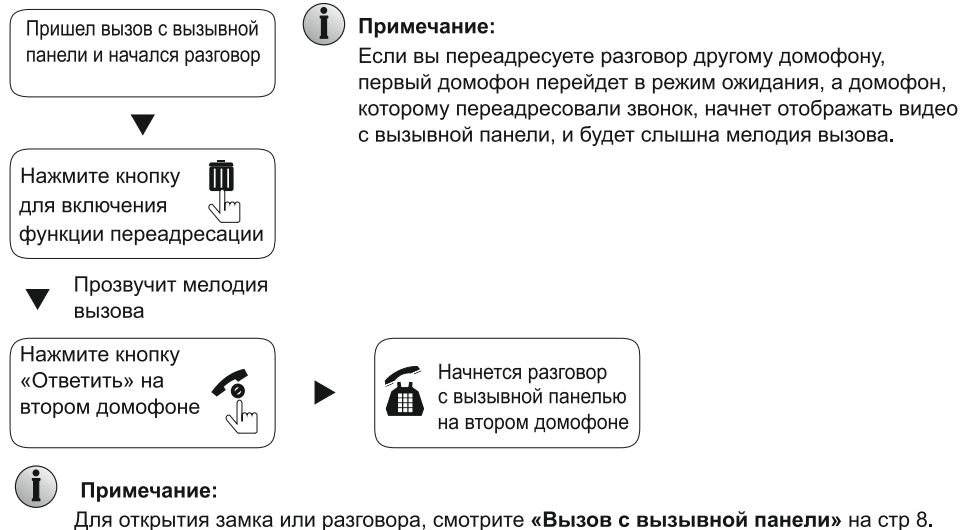 Пришел вызов с вызывной
панели и начался разговор
Примечание:
Если вы переадресуете разговор другому домофону,
первый домофон перейдет в режим ожидания, а домофон,
которому переадресовали звонок, начнет отображать видео
с вызывной панели, и будет слышна мелодия вызова.
Нажмите кнопку
для включения
функции переадресации
Прозвучит мелодия
вызова
Нажмите кнопку
«Ответить» на
втором домофоне
Начнется разговор
с вызывной панелью
на втором домофоне
Примечание:
Для открытия замка или разговора, смотрите «Вызов с вызывной панели» на стр 8.